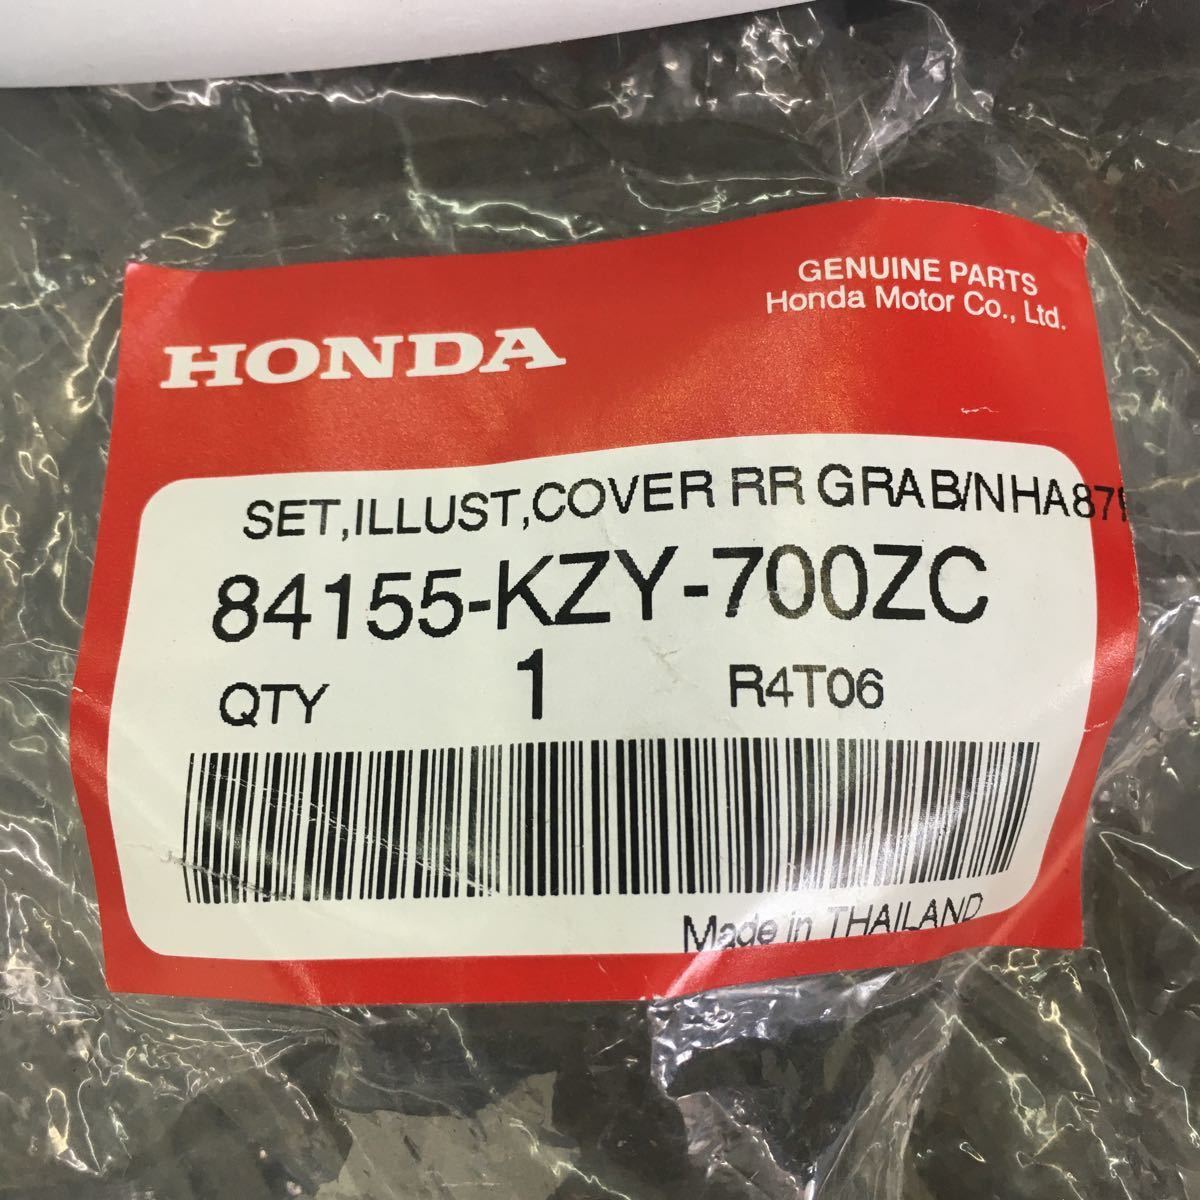 GENUINE PARTS
Honda Motor Co., Ltd.
HONDA
SET,ILLUST,COVER RR GRAB/NHA87
84155-KZY-700ZC
QTY 1 R4T06
Made in THAILAND